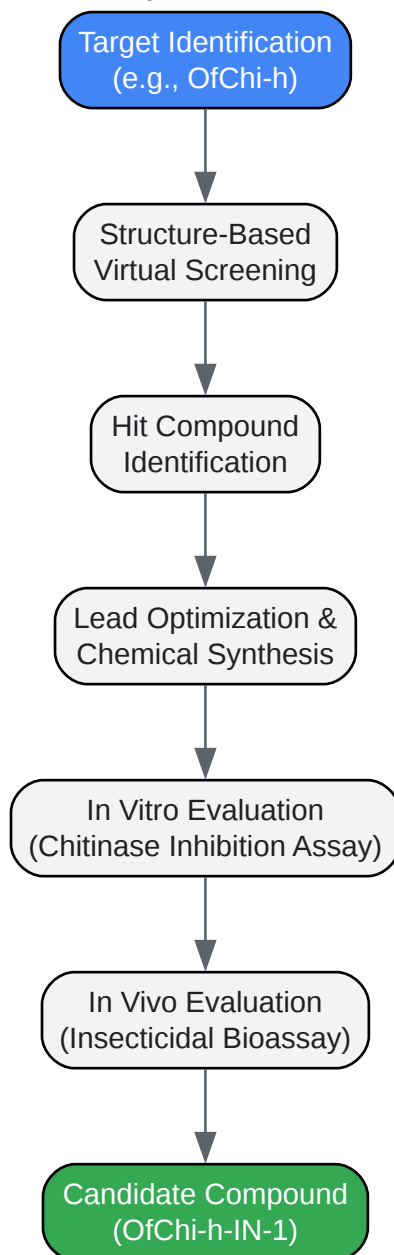 Target Identification
(e.g., OfChi-h)
Structure-Based
Virtual Screening
Hit Compound
Identification
Lead Optimization &
Chemical Synthesis
In Vitro Evaluation
(Chitinase Inhibition Assay)
In Vivo Evaluation
(Insecticidal Bioassay)
Candidate Compound
(OfChi-h-IN-1)